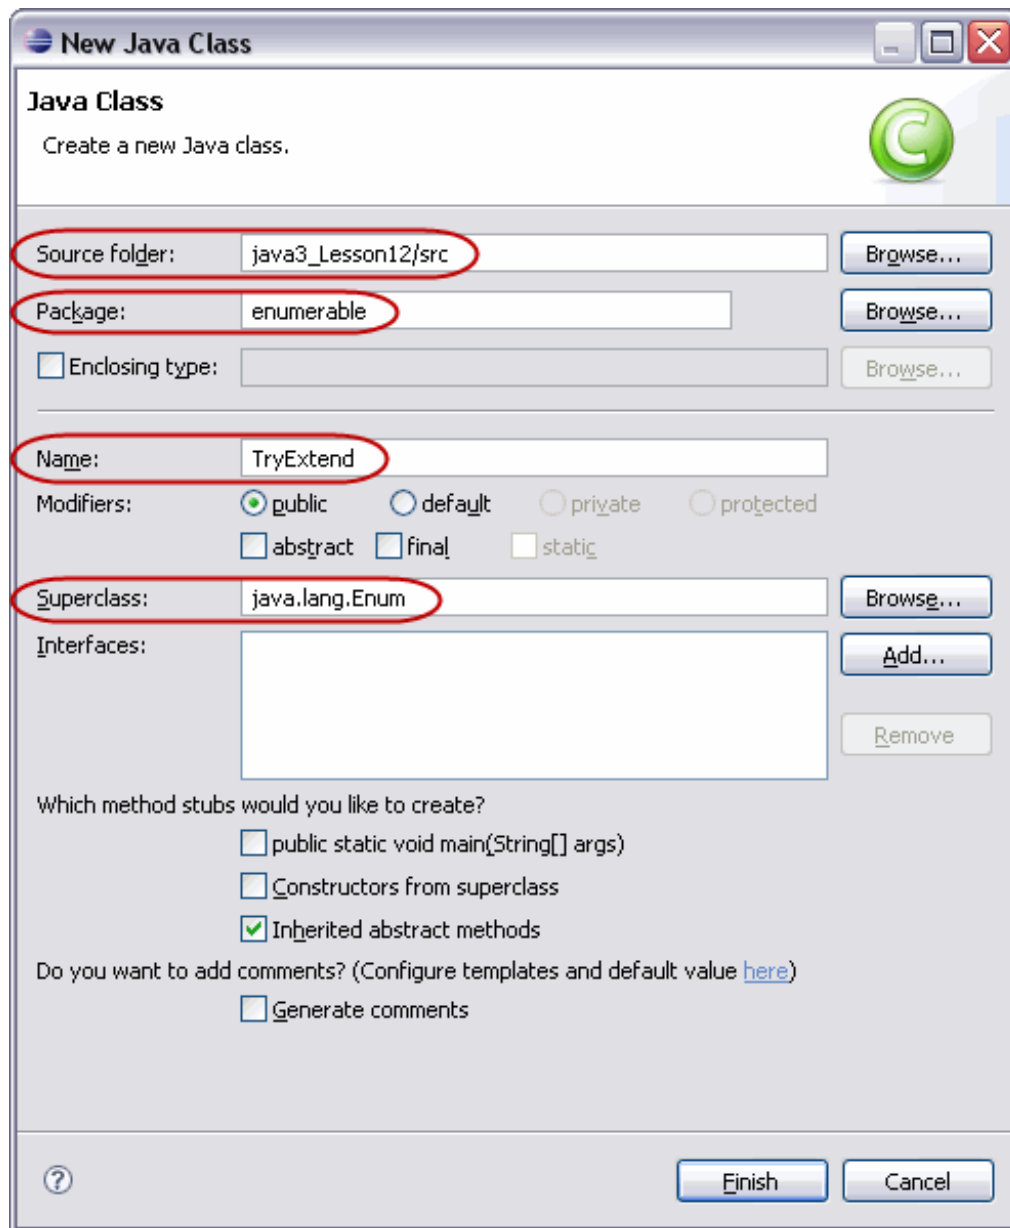 New Java Class
Java Class
Create a new Java class.
C
Source folder: java3_Lesson12/src Browse...
Package: enumerable Browse...
Enclosing type: Browse...
Name: TryExtend
Modifiers: public default private protected
abstract final static
Superclass: java.lang.Enum Browse...
Interfaces: Add...
Remove
Which method stubs would you like to create?
public static void main(String[] args)
Constructors from superclass
Inherited abstract methods
Do you want to add comments? (Configure templates and default value here)
Generate comments
? Finish Cancel